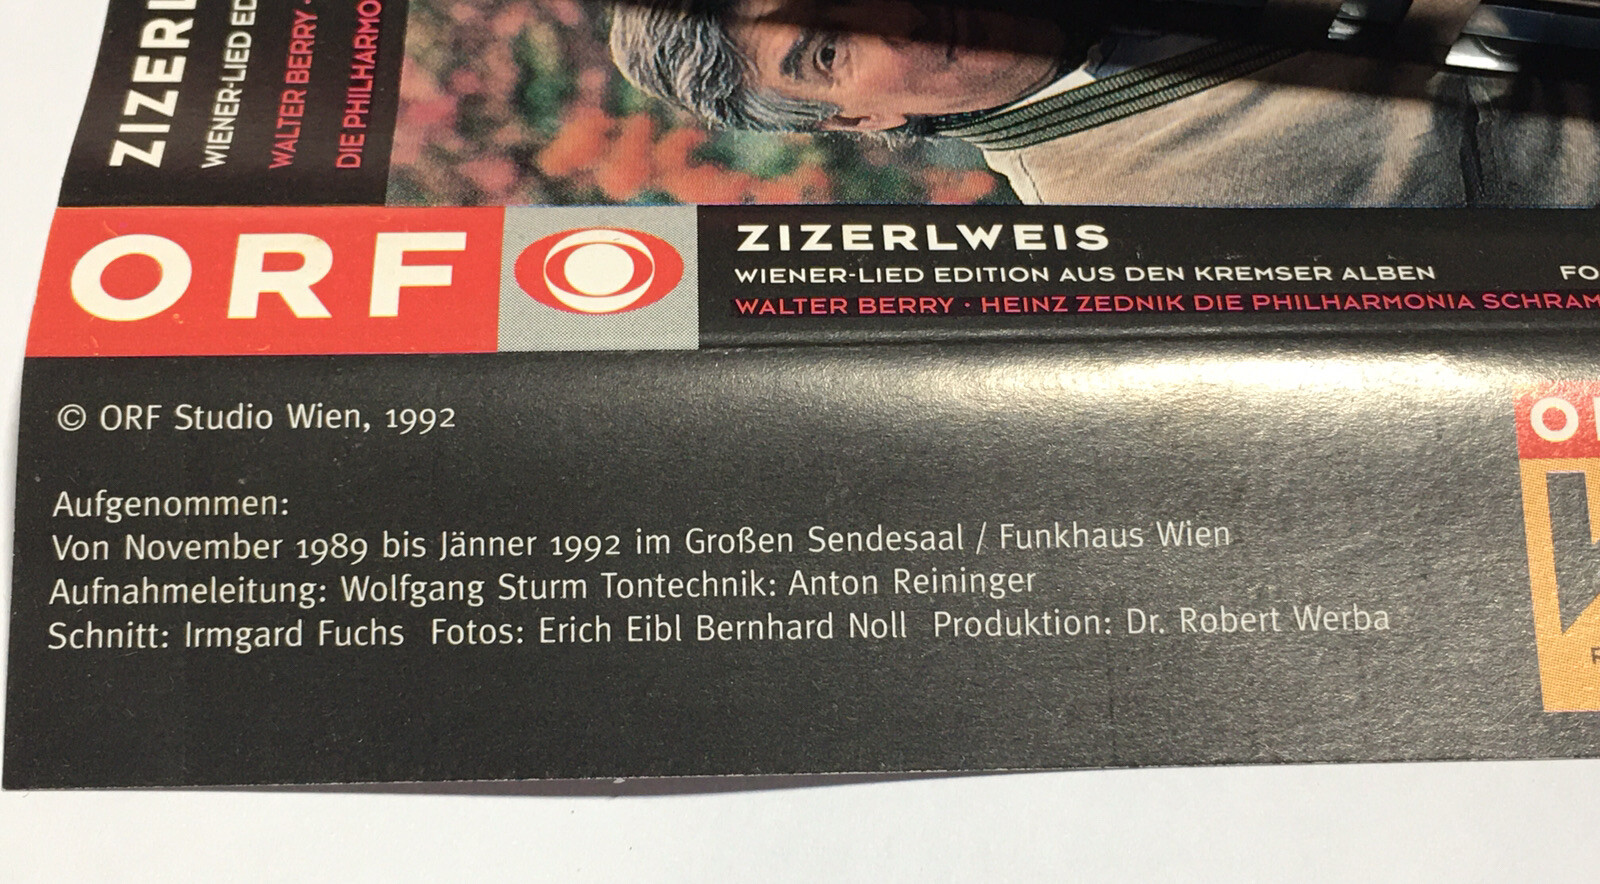 ZIZERL
WIENER-LIED ED
WALTER BERRY ·
DIE PHILHARMO
ORF
ZIZERLWEIS
WIENER-LIED EDITION AUS DEN KREMSER ALBEN
FO
WALTER BERRY · HEINZ ZEDNIK DIE PHILHARMONIA SCHRAM
© ORF Studio Wien, 1992
Aufgenommen:
Von November 1989 bis Jänner 1992 im Großen Sendesaal / Funkhaus Wien
Aufnahmeleitung: Wolfgang Sturm Tontechnik: Anton Reininger
Schnitt: Irmgard Fuchs Fotos: Erich Eibl Bernhard Noll Produktion: Dr. Robert Werba